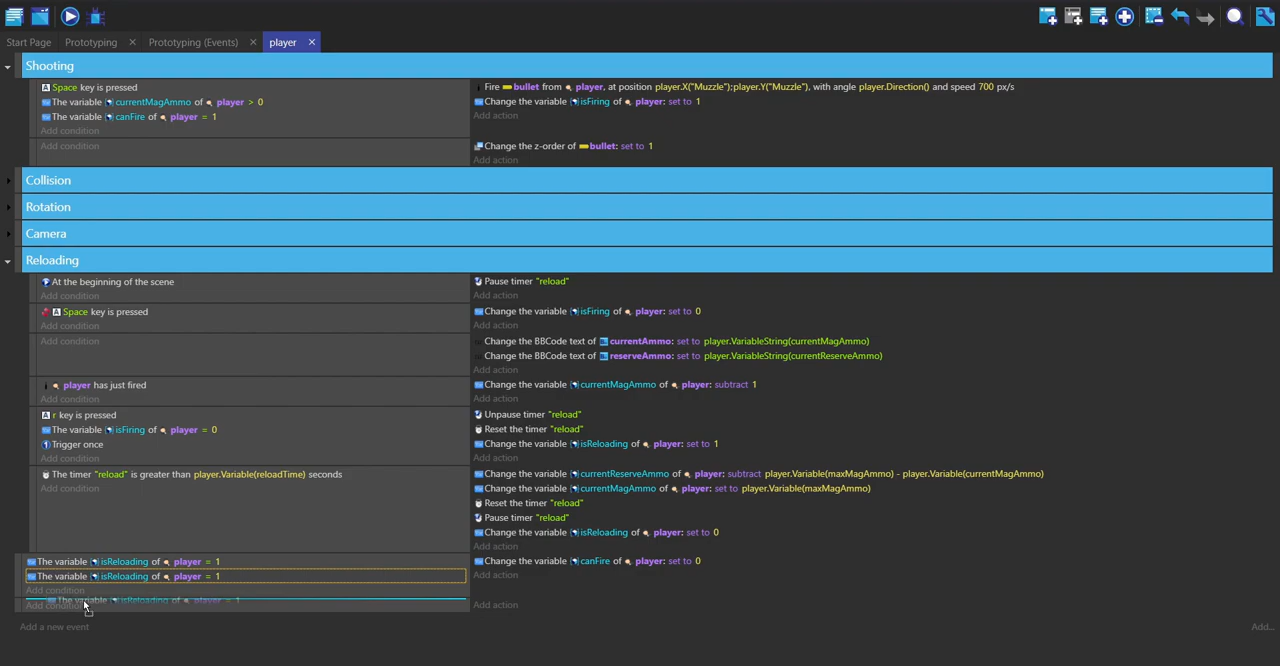 Start Page Prototyping × Prototyping (Events) × player ×
Shooting
A Space key is pressed
The variable currentMagAmmo of player > 0
The variable canFire of player = 1
Add condition
Fire bullet from player, at position player.X("Muzzle");player.Y("Muzzle"), with angle player.Direction() and speed 700 px/s
Change the variable isFiring of player: set to 1
Add action
Add condition
Change the z-order of bullet: set to 1
Add action
Collision
Rotation
Camera
Reloading
At the beginning of the scene
Add condition
Pause timer "reload"
Add action
A Space key is pressed
Add condition
Change the variable isFiring of player: set to 0
Add action
Add condition
Change the BBCode text of currentAmmo: set to player.VariableString(currentMagAmmo)
Change the BBCode text of reserveAmmo: set to player.VariableString(currentReserveAmmo)
Add action
player has just fired
Add condition
Change the variable currentMagAmmo of player: subtract 1
Add action
A r key is pressed
The variable isFiring of player = 0
Trigger once
Add condition
Unpause timer "reload"
Reset the timer "reload"
Change the variable isReloading of player: set to 1
Add action
The timer "reload" is greater than player.Variable(reloadTime) seconds
Add condition
Change the variable currentReserveAmmo of player: subtract player.Variable(maxMagAmmo) - player.Variable(currentMagAmmo)
Change the variable currentMagAmmo of player: set to player.Variable(maxMagAmmo)
Reset the timer "reload"
Pause timer "reload"
Change the variable isReloading of player: set to 0
Add action
The variable isReloading of player = 1
The variable isReloading of player = 1
Add condition
Change the variable canFire of player: set to 0
Add action
The variable isReloading of player = 1
Add condition
Add action
Add a new event
Add...